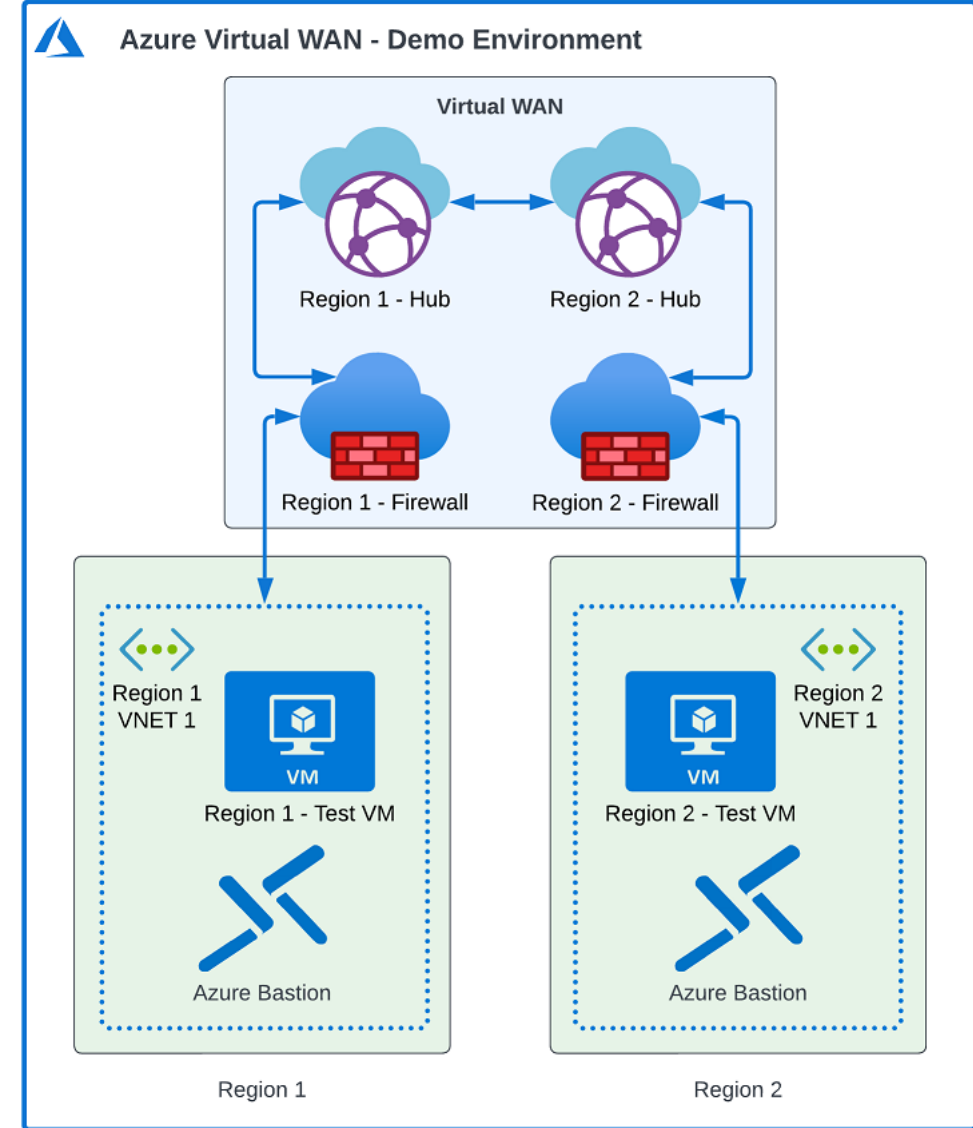 Azure Virtual WAN - Demo Environment
Virtual WAN
Region 1 - Hub
Region 2 - Hub
Region 1 - Firewall
Region 2 - Firewall
Region 1
VNET 1
VM
Region 1 - Test VM
Azure Bastion
Region 2
VNET 1
VM
Region 2 - Test VM
Azure Bastion
Region 1
Region 2